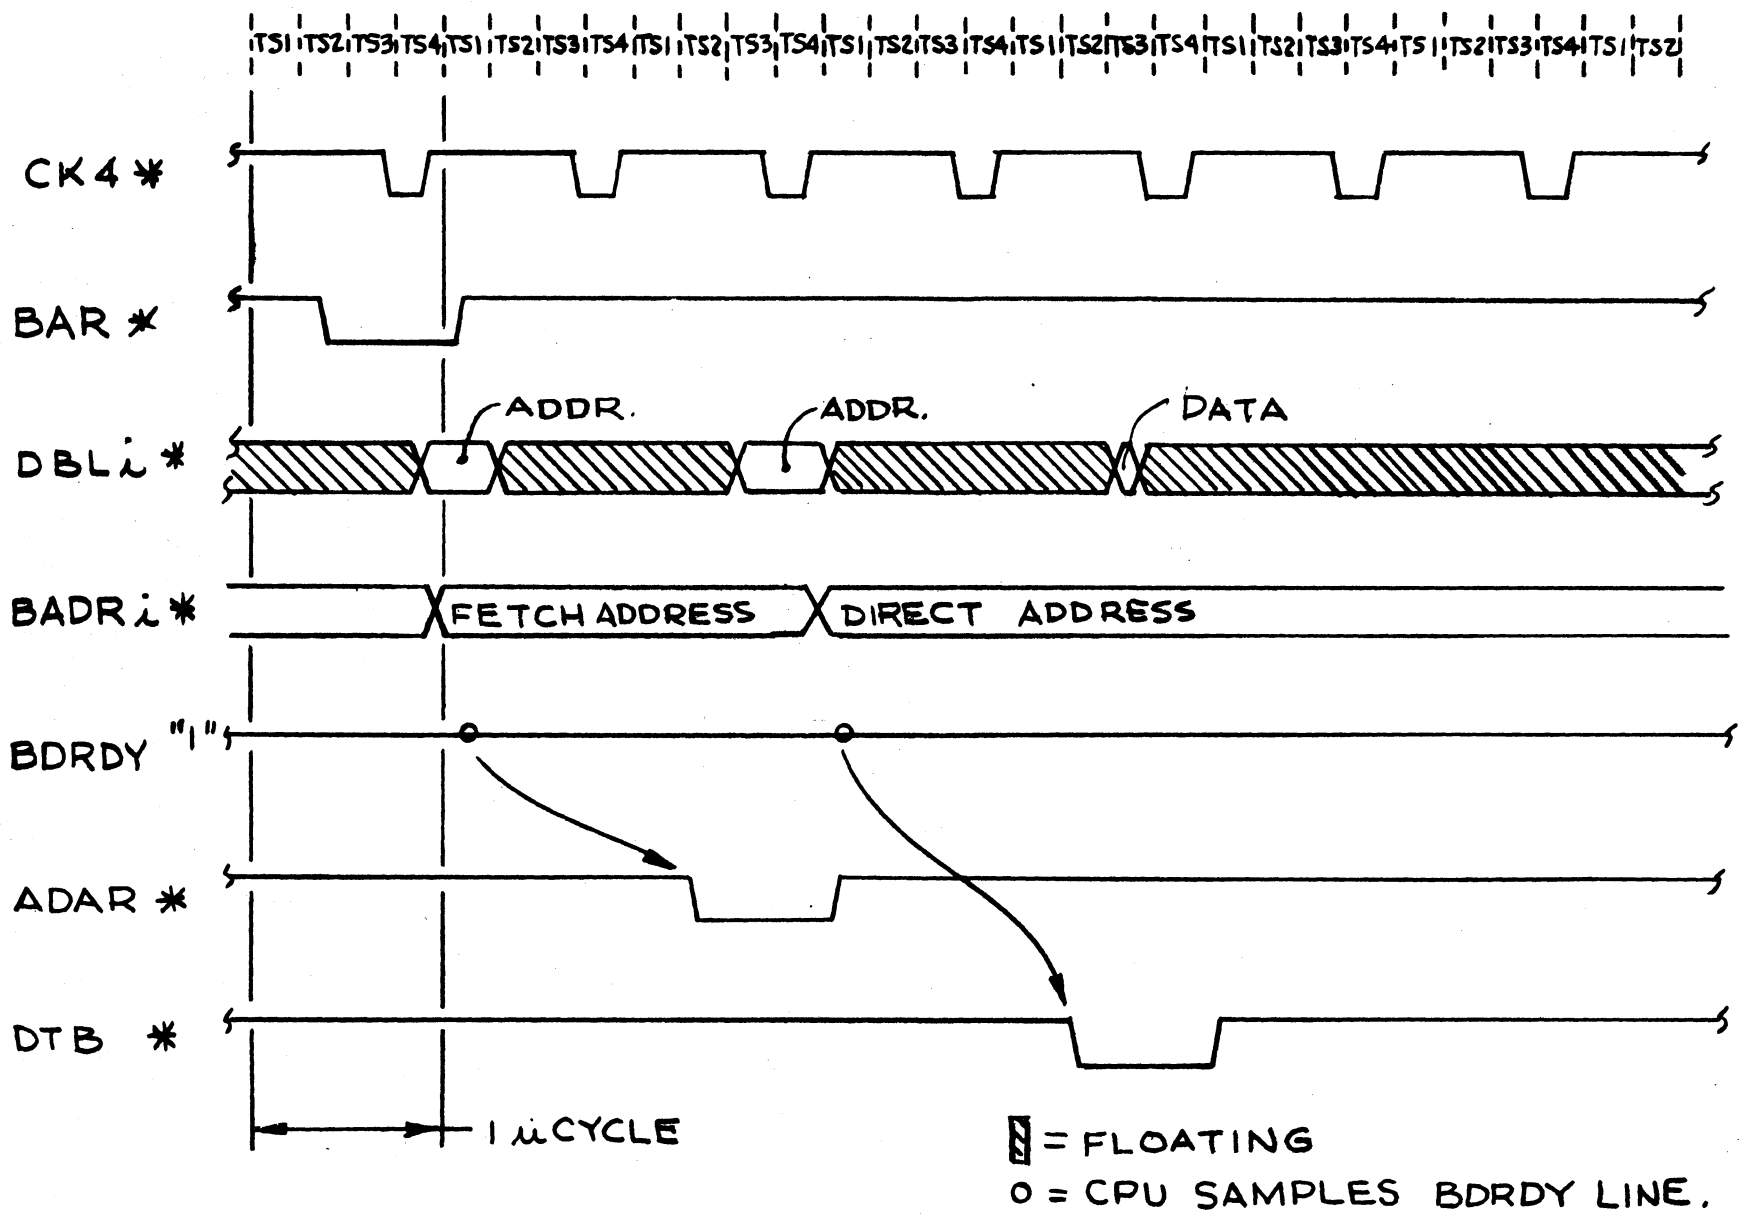 TS1 TS2 TS3 TS4 TS1 TS2 TS3 TS4 TS1 TS2 TS3 TS4 TS1 TS2 TS3 TS4 TS1 TS2 TS3 TS4 TS1 TS2 TS3 TS4 TS1 TS2 TS3 TS4 TS1 TS2
CK4 *
BAR *
ADDR. ADDR. DATA
DBLi *
BADRi * FETCH ADDRESS DIRECT ADDRESS
BDRDY "1"
ADAR *
DTB *
1 µCYCLE
= FLOATING
o = CPU SAMPLES BDRDY LINE.